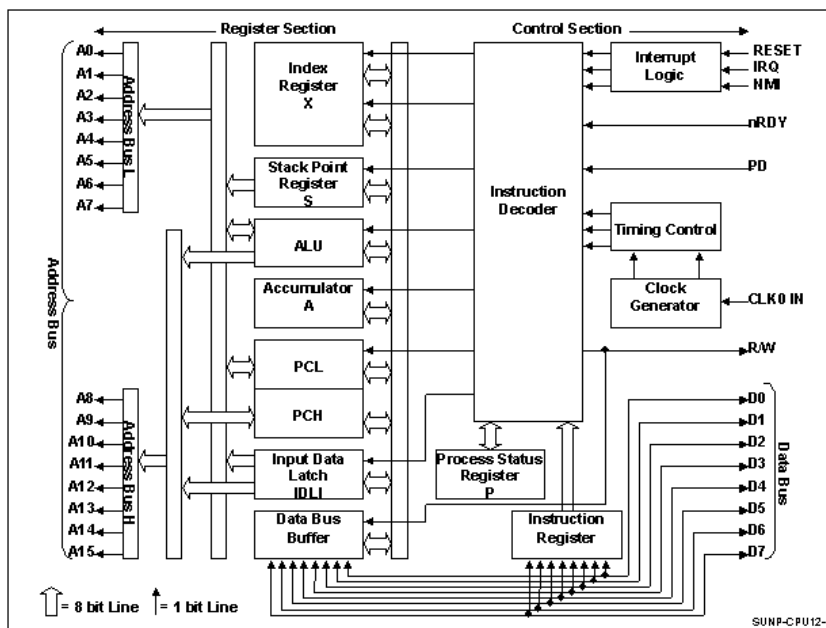 Register Section
Control Section
A0
A1
A2
A3
A4
A5
A6
A7
Address Bus L
Address Bus
A8
A9
A10
A11
A12
A13
A14
A15
Address Bus H
Index
Register
X
Stack Point
Register
S
ALU
Accumulator
A
PCL
PCH
Input Data
Latch
IDLI
Data Bus
Buffer
Instruction
Decoder
Process Status
Register
P
Instruction
Register
Interrupt
Logic
Timing Control
Clock
Generator
RESET
IRQ
NMI
nRDY
PD
CLK0 IN
R/W
D0
D1
D2
D3
D4
D5
D6
D7
Data Bus
= 8 bit Line
= 1 bit Line
SUNP-CPU12-